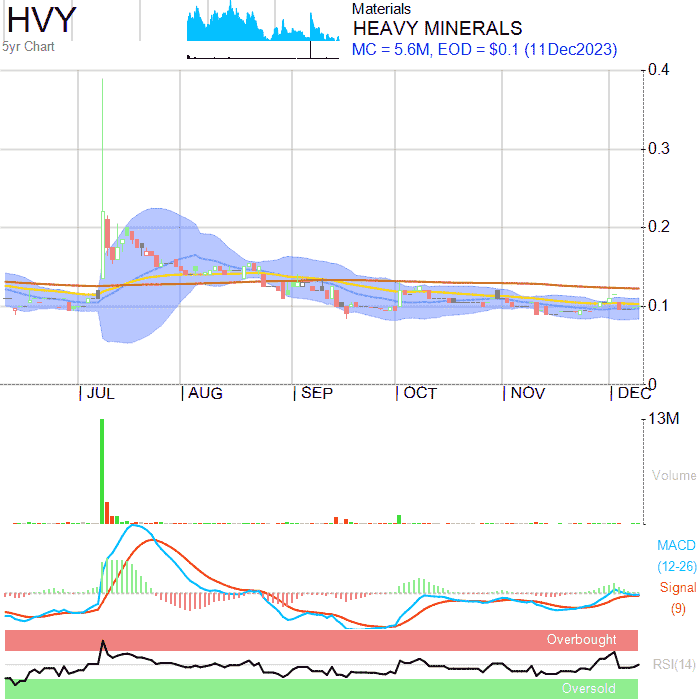 HVY
5yr Chart
Materials
HEAVY MINERALS
MC = 5.6M, EOD = $0.1 (11Dec2023)
0.4
0.3
0.2
0.1
0
JUL AUG SEP OCT NOV DEC
13M
Volume
MACD
(12-26)
Signal
(9)
Overbought
RSI(14)
Oversold